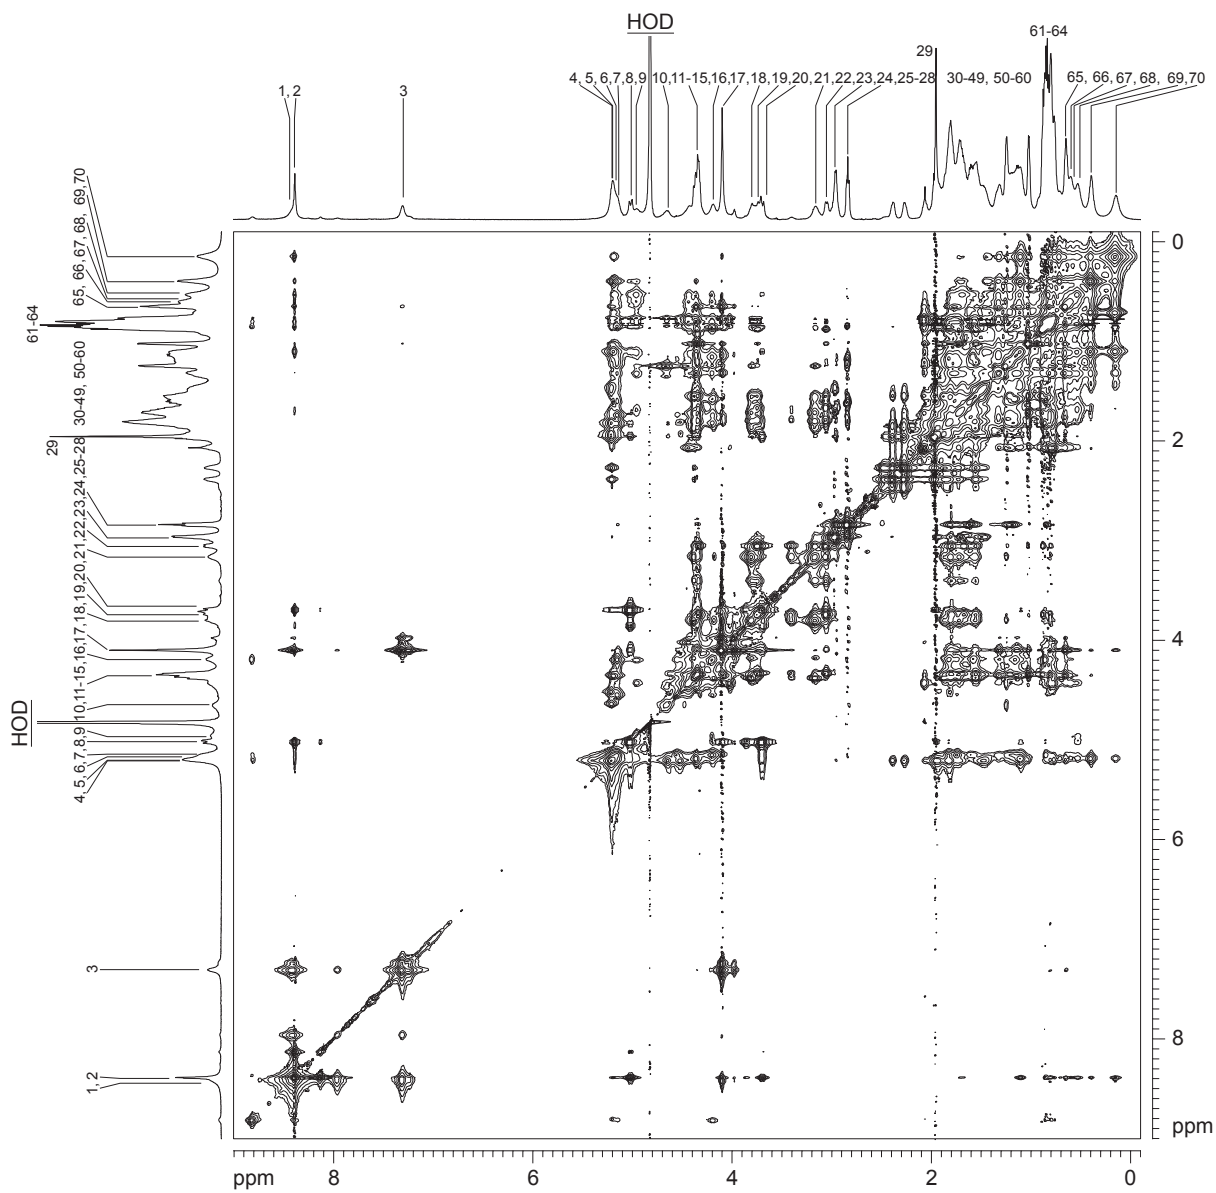 HOD
61-64
29
4, 5, 6,7,8,9 10,11-15,16,17,18,19,20, 21,22,23,24,25-28 30-49, 50-60
65, 66, 67, 68, 69,70
1, 2
3
69,70
65, 66, 67, 68,
61-64
30-49, 50-60
29
4, 5, 6,7,8,9 10,11-15,16,17, 18,19,20, 21,22,23,24,25-28
HOD
3
1, 2
0
2
4
6
8
ppm
ppm 8 6 4 2 0